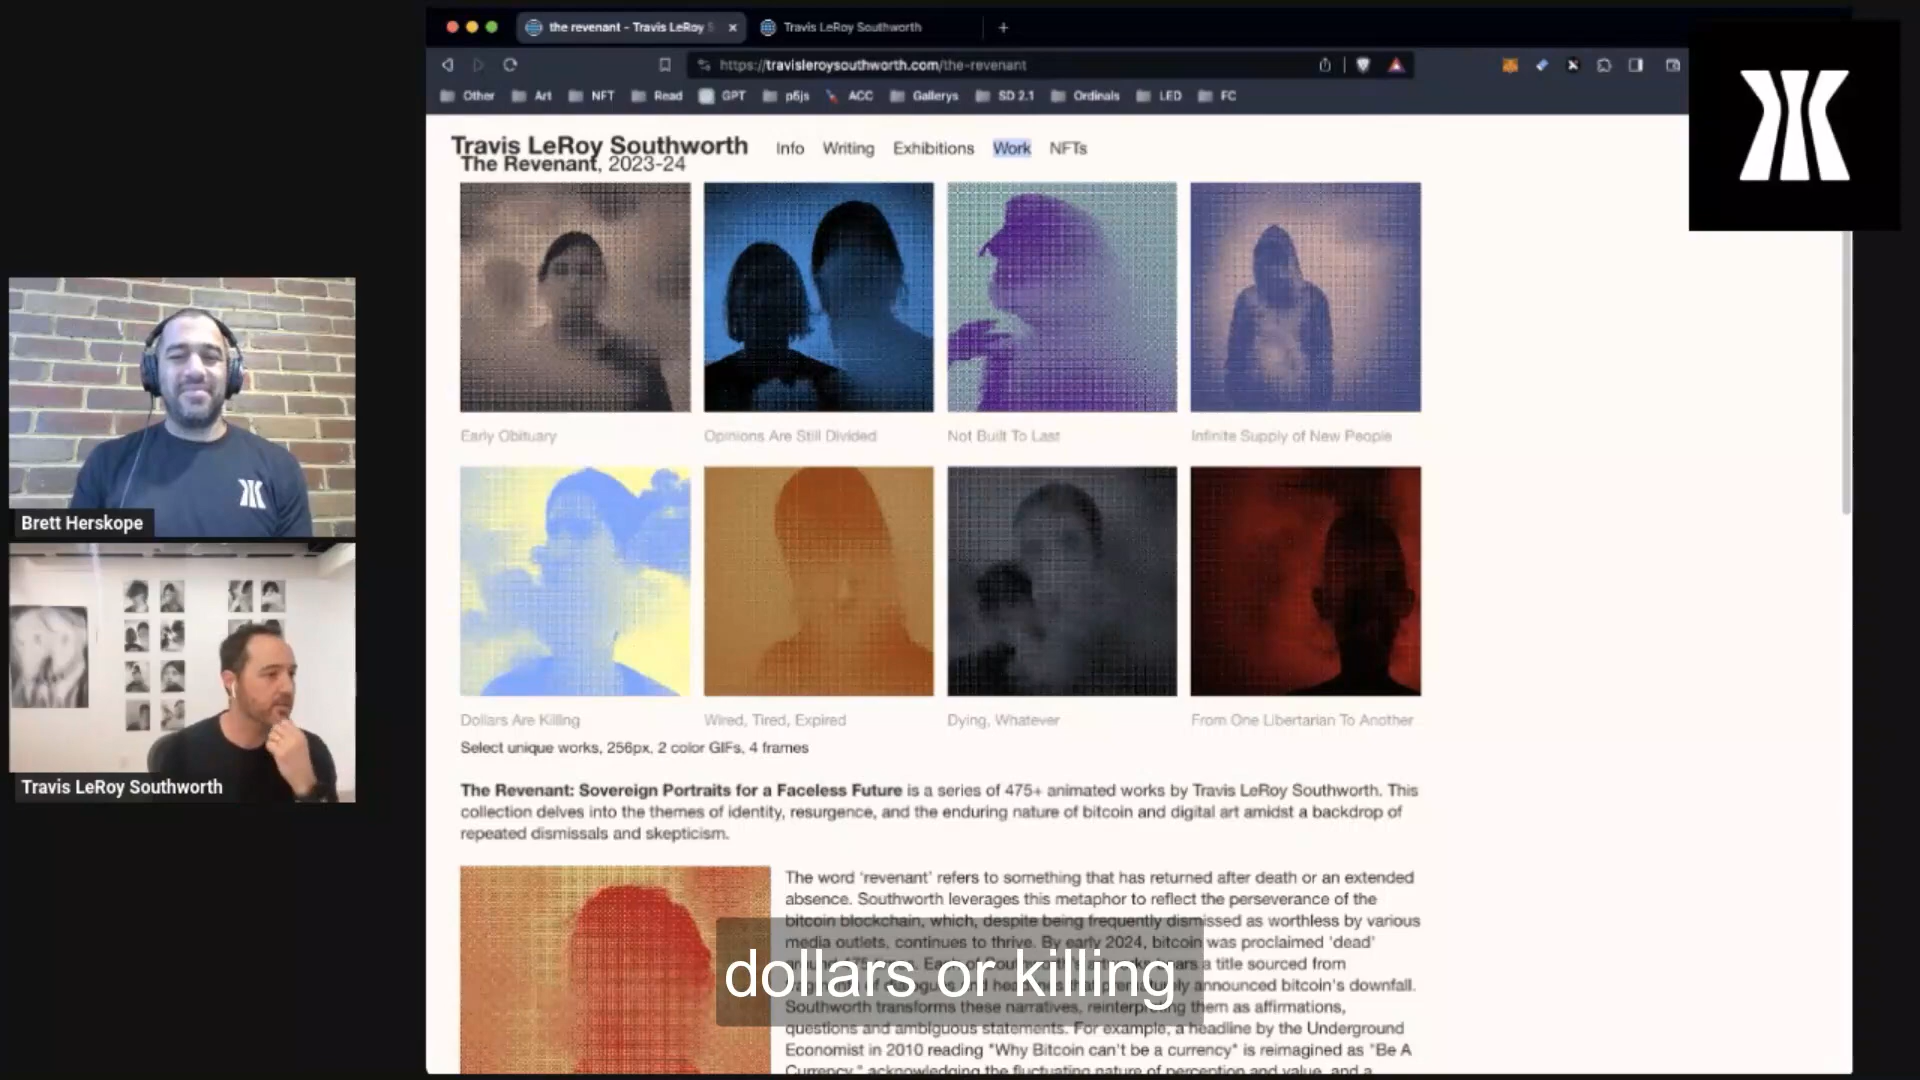 the revenant - Travis LeRoy S
Travis LeRoy Southworth
https://travisleroysouthworth.com/the-revenant
Other Art NFT Read GPT p5js ACC Gallerys SD 2.1 Ordinals LED FC
Travis LeRoy Southworth Info Writing Exhibitions Work NFTs
The Revenant, 2023-24
Early Obituary Opinions Are Still Divided Not Built To Last Infinite Supply of New People
Dollars Are Killing Wired, Tired, Expired Dying, Whatever From One Libertarian To Another
Select unique works, 256px, 2 color GIFs, 4 frames
The Revenant: Sovereign Portraits for a Faceless Future is a series of 475+ animated works by Travis LeRoy Southworth. This
collection delves into the themes of identity, resurgence, and the enduring nature of bitcoin and digital art amidst a backdrop of
repeated dismissals and skepticism.
The word 'revenant' refers to something that has returned after death or an extended
absence. Southworth leverages this metaphor to reflect the perseverance of the
bitcoin blockchain, which, despite being frequently dismissed as worthless by various
media outlets, continues to thrive. By early 2024, bitcoin was proclaimed 'dead'
a title sourced from
announced bitcoin's downfall.
Southworth transforms these narratives, reinterpreting them as affirmations,
questions and ambiguous statements. For example, a headline by the Underground
Economist in 2010 reading "Why Bitcoin can't be a currency" is reimagined as "Be A
Currency," acknowledging the fluctuating nature of perception and value, and a
dollars or killing
Brett Herskope
Travis LeRoy Southworth